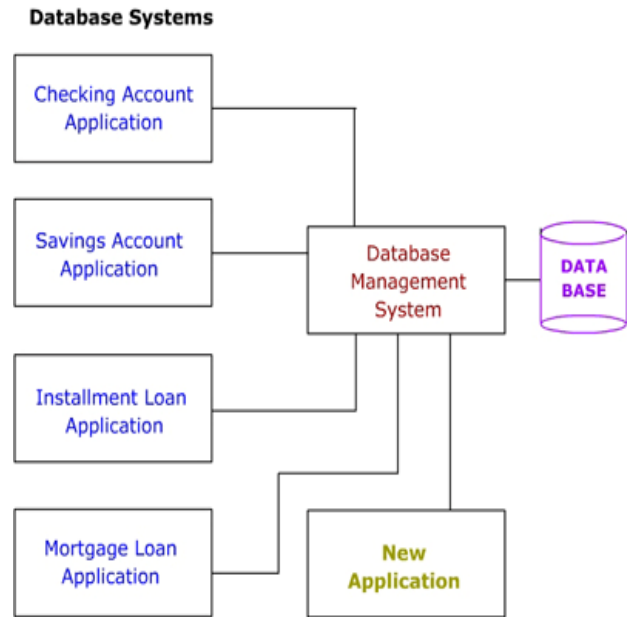 Database Systems
Checking Account
Application
Savings Account
Application
Database
Management
System
DATA
BASE
Installment Loan
Application
Mortgage Loan
Application
New
Application